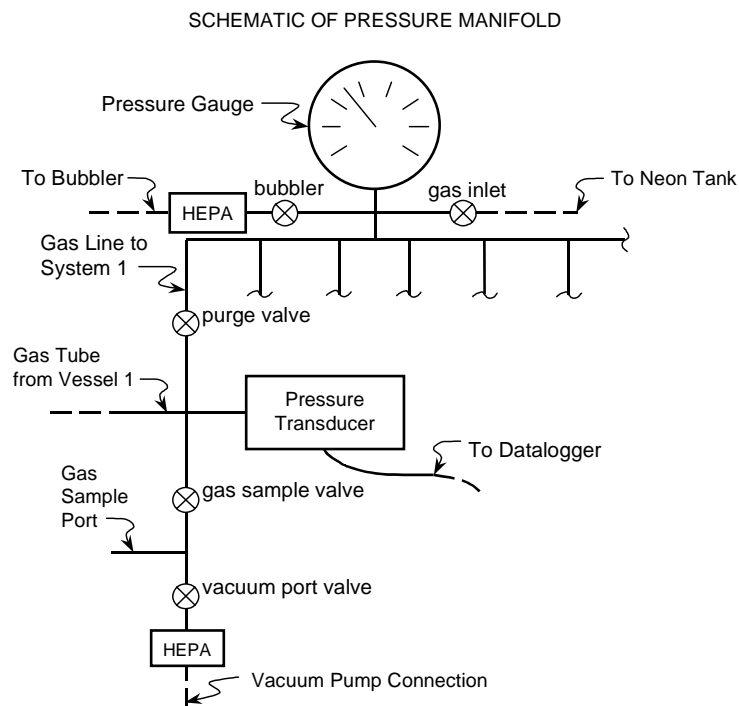 SCHEMATIC OF PRESSURE MANIFOLD
Pressure Gauge
To Bubbler
bubbler
gas inlet
To Neon Tank
HEPA
Gas Line to
System 1
purge valve
Gas Tube
from Vessel 1
Pressure
Transducer
To Datalogger
Gas
Sample
Port
gas sample valve
vacuum port valve
HEPA
Vacuum Pump Connection